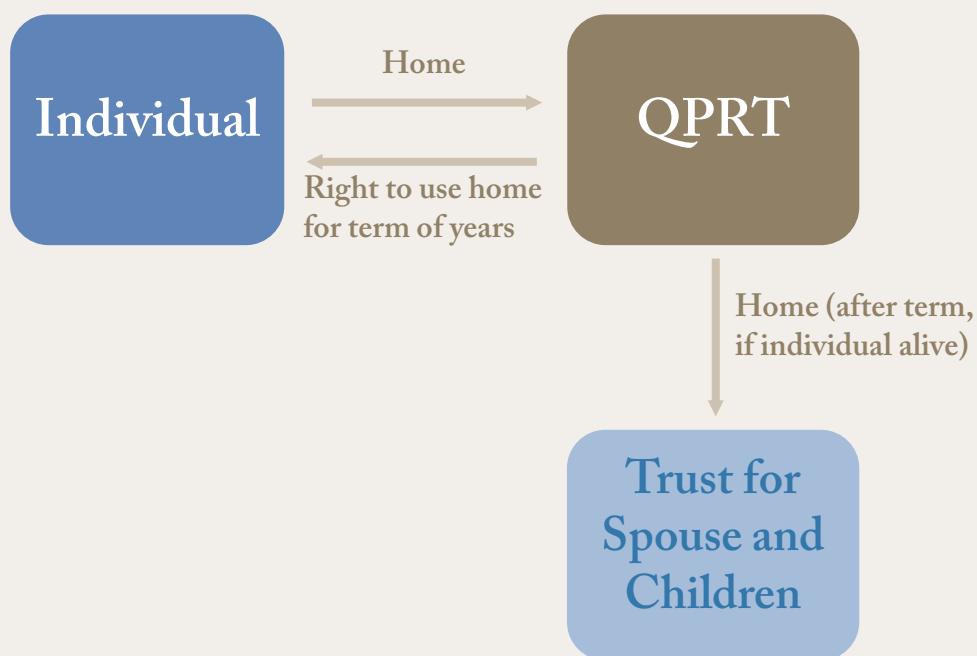 Individual
Home
QPRT
Right to use home
for term of years
Home (after term,
if individual alive)
Trust for
Spouse and
Children